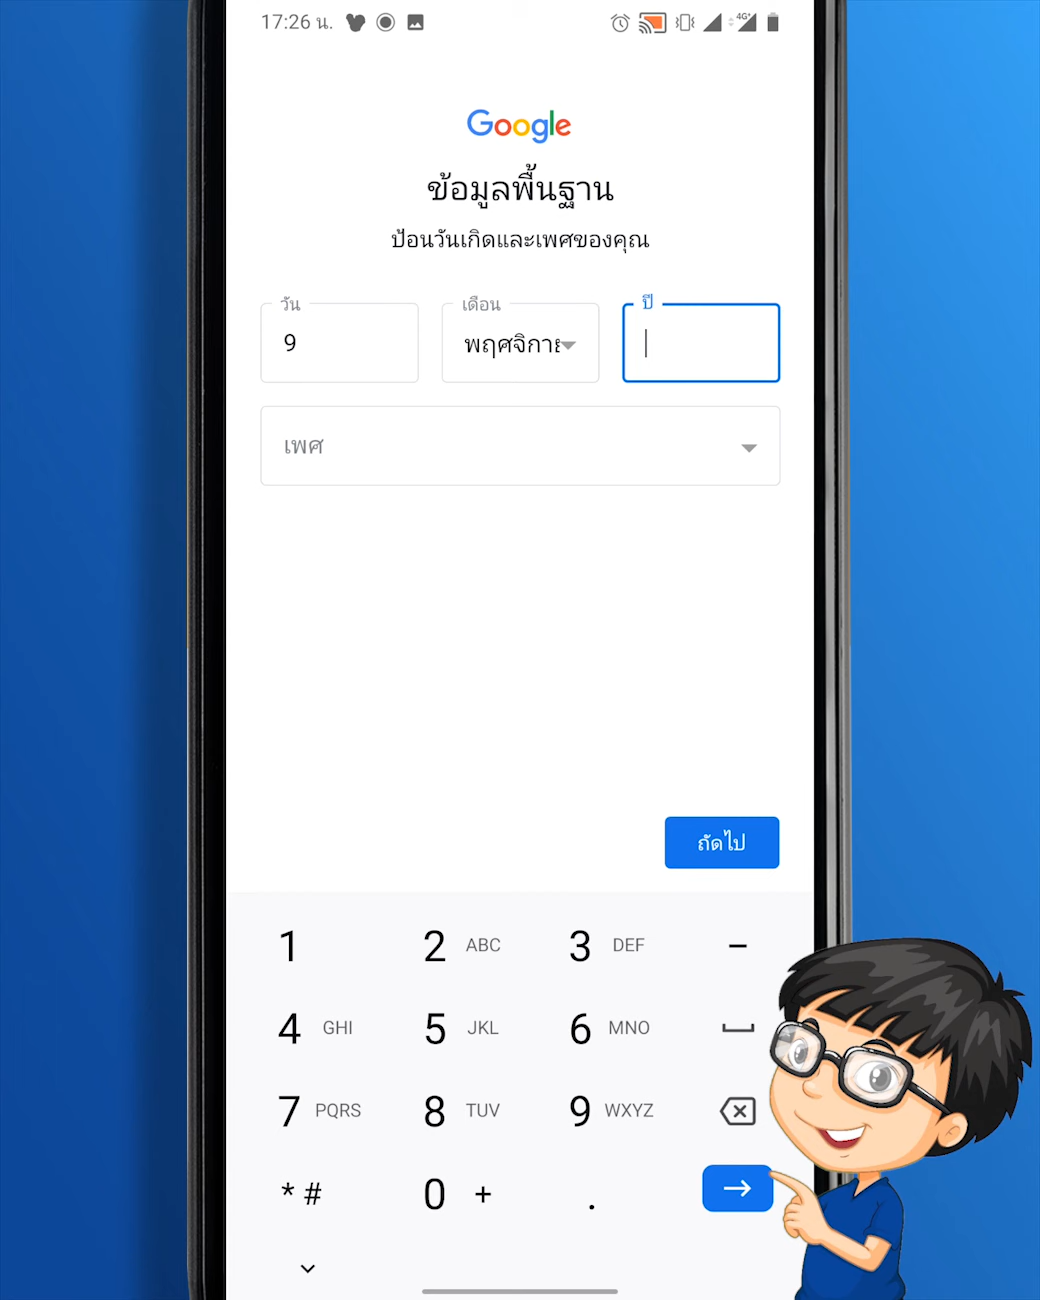 17:26 น.
4G+
Google
ข้อมูลพื้นฐาน
ป้อนวันเกิดและเพศของคุณ
วัน เดือน ปี
9 พฤศจิกาย
เพศ
ถัดไป
1 2 ABC 3 DEF –
4 GHI 5 JKL 6 MNO
7 PQRS 8 TUV 9 WXYZ
* # 0 + .